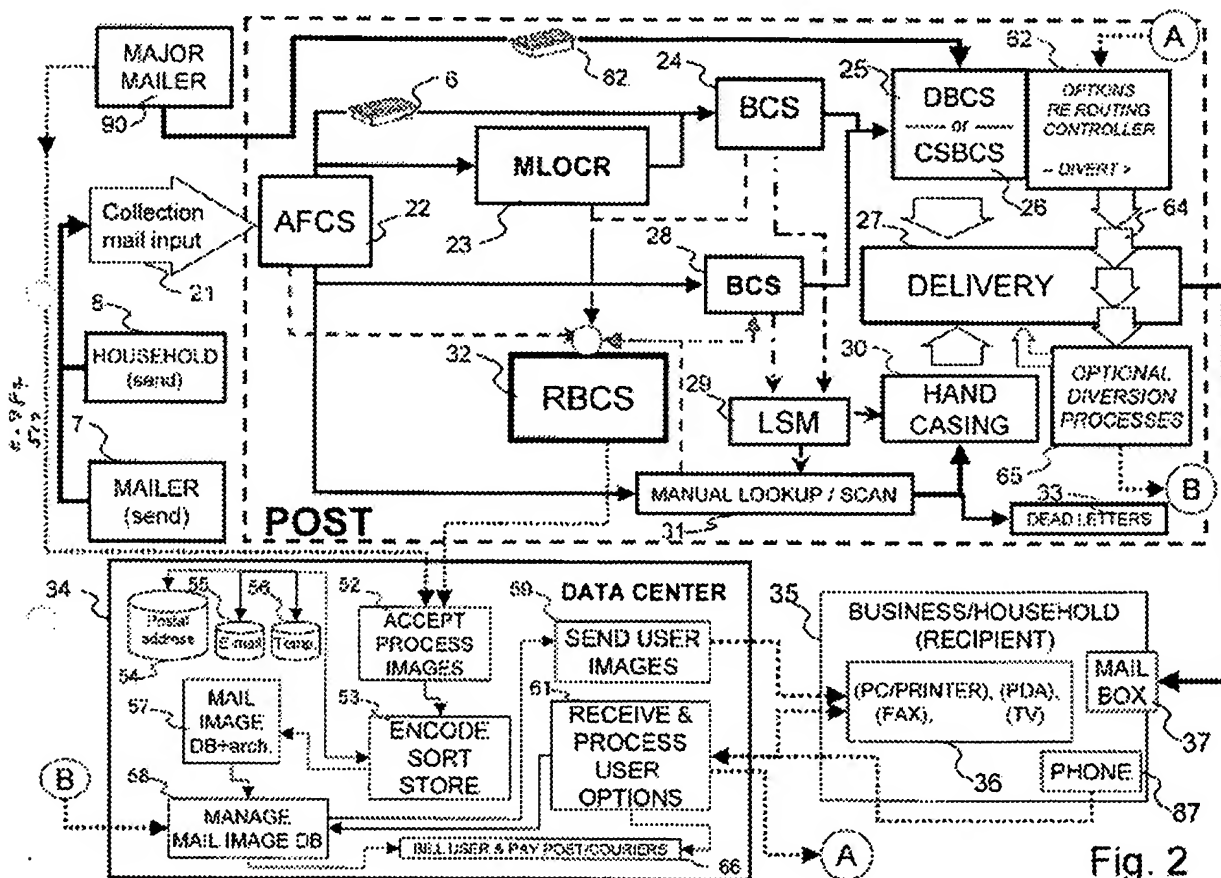 MAJOR
MAILER
90
82
6
24
BCS
25
DBCS
or
CSBCS
26
62
A
OPTIONS
RE ROUTING
CONTROLLER
~ DIVERT >
64
Collection
mail input
21
AFCS
22
MLOCR
23
28
BCS
27
DELIVERY
8
HOUSEHOLD
(send)
7
MAILER
(send)
32
RBCS
29
LSM
30
HAND
CASING
OPTIONAL
DIVERSION
PROCESSES
65
B
MANUAL LOOKUP / SCAN
31
33
DEAD LETTERS
POST
34
DATA CENTER
Postal
address
54
55
E-mail
56
Temp.
52
ACCEPT
PROCESS
IMAGES
59
SEND USER
IMAGES
57
MAIL
IMAGE
DB+arch.
53
ENCODE
SORT
STORE
61
RECEIVE &
PROCESS
USER
OPTIONS
B
58
MANAGE
MAIL IMAGE DB
BILL USER & PAY POST/COURIERS
66
A
35
BUSINESS/HOUSEHOLD
(RECIPIENT)
(PC/PRINTER), (PDA),
(FAX), (TV)
36
MAIL
BOX
37
PHONE
87
Fig. 2